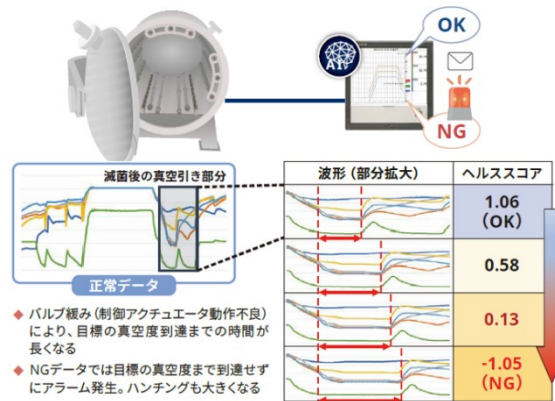 OK
AI
NG
滅菌後の真空引き部分
正常データ
◆ バルブ緩み(制御アクチュエータ動作不良)
により、目標の真空度到達までの時間が
長くなる
◆ NGデータでは目標の真空度まで到達せず
にアラーム発生。ハンチングも大きくなる
波形(部分拡大) ヘルススコア
1.06
(OK)
0.58
0.13
-1.05
(NG)